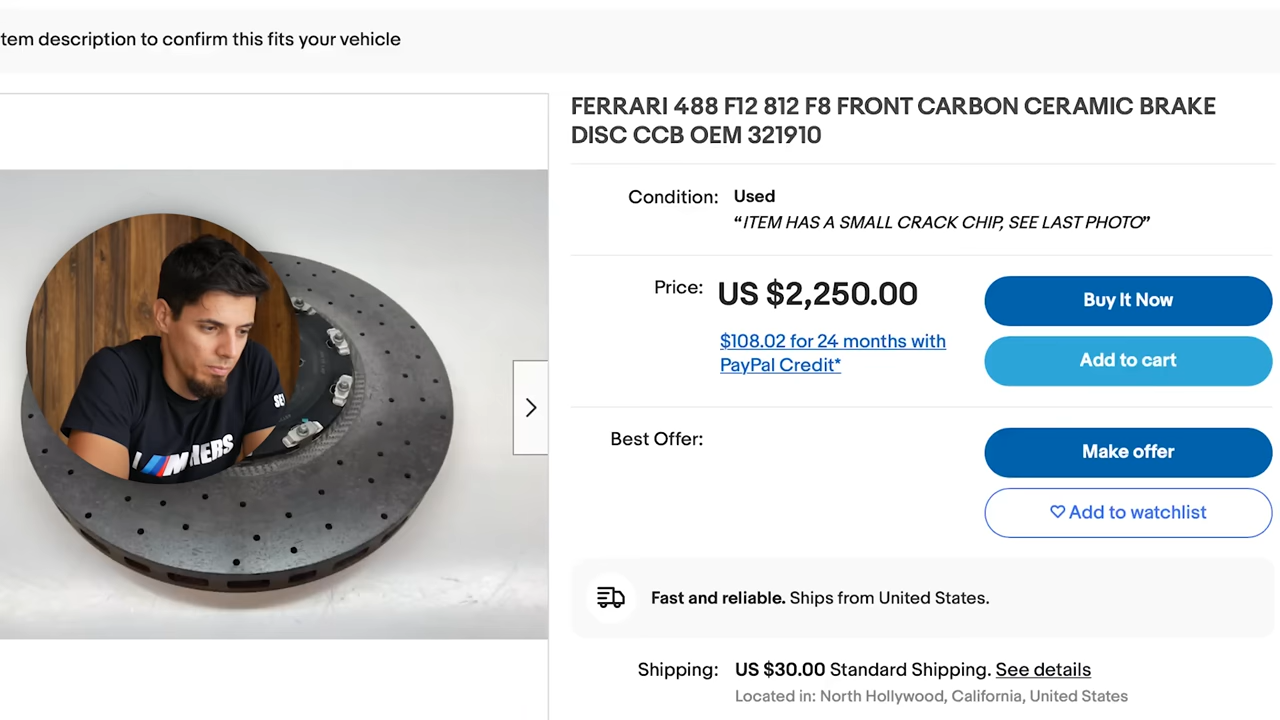 tem description to confirm this fits your vehicle
FERRARI 488 F12 812 F8 FRONT CARBON CERAMIC BRAKE
DISC CCB OEM 321910
Condition: Used
“ITEM HAS A SMALL CRACK CHIP, SEE LAST PHOTO”
Price: US $2,250.00
Buy It Now
$108.02 for 24 months with
PayPal Credit*
Add to cart
Best Offer:
Make offer
Add to watchlist
Fast and reliable. Ships from United States.
Shipping: US $30.00 Standard Shipping. See details
Located in: North Hollywood, California, United States